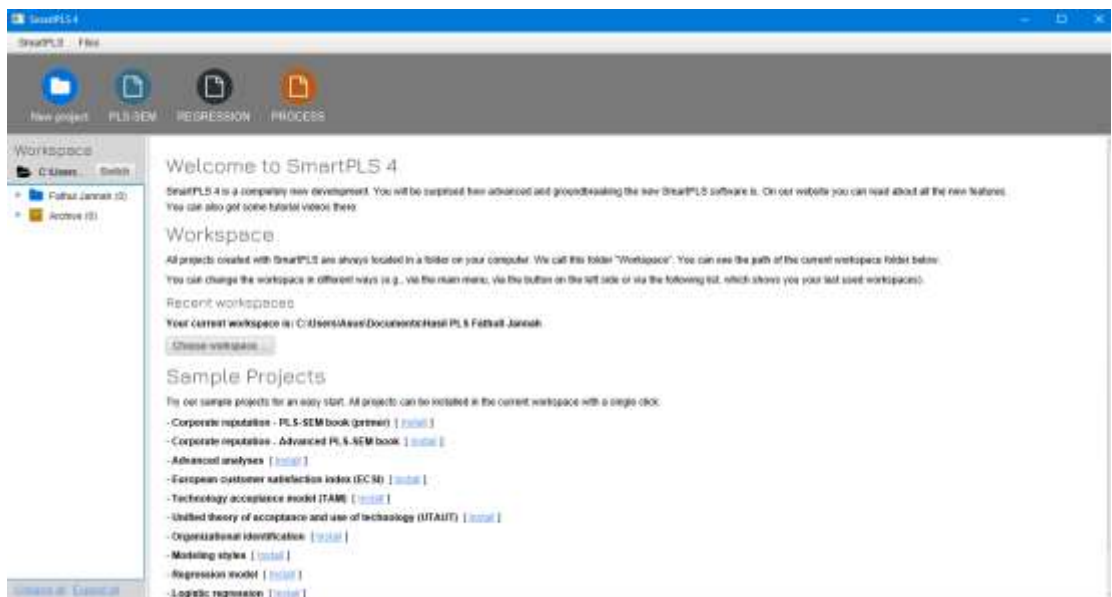 SmartPLS 4
SmartPLS Files
New project PLS-SEM REGRESSION PROCESS
Workspace
C:\Users... Switch
Fathul Jannah (0)
Archive (0)
Welcome to SmartPLS 4
SmartPLS 4 is a completely new development. You will be surprised how advanced and groundbreaking the new SmartPLS software is. On our website you can read about all the new features.
You can also get some tutorial videos there.
Workspace
All projects created with SmartPLS are always located in a folder on your computer. We call this folder "Workspace". You can see the path of the current workspace folder below.
You can change the workspace in different ways (e.g., via the main menu, via the button on the left side or via the following list, which shows you your last used workspaces).
Recent workspaces
Your current workspace is: C:\Users\Asus\Documents\Hasil PLS Fathull Jannah
Choose workspace ...
Sample Projects
Try our sample projects for an easy start. All projects can be installed in the current workspace with a single click.
- Corporate reputation - PLS-SEM book (primer) [ Install ]
- Corporate reputation - Advanced PLS-SEM book [ Install ]
- Advanced analyses [ Install ]
- European customer satisfaction index (ECSI) [ Install ]
- Technology acceptance model (TAM) [ Install ]
- Unified theory of acceptance and use of technology (UTAUT) [ Install ]
- Organizational identification [ Install ]
- Modeling styles [ Install ]
- Regression model [ Install ]
- Logistic regression [ Install ]